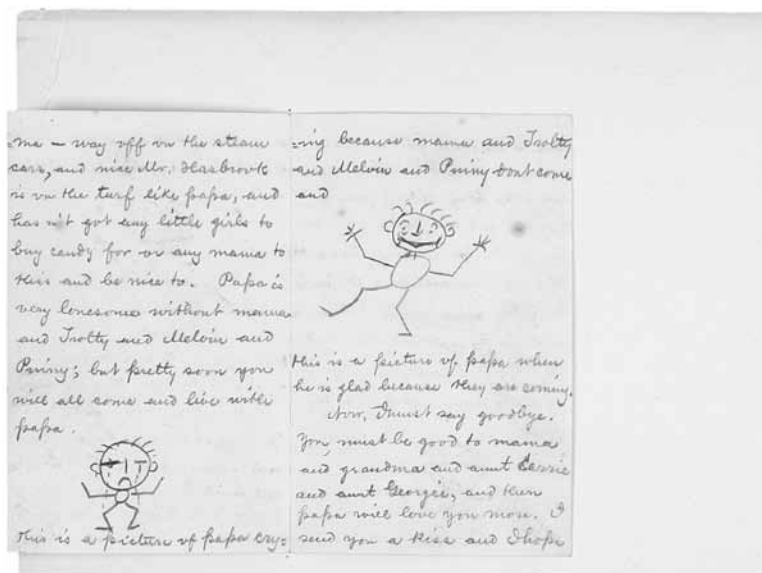 =ma – way off on the steam
cars, and nice Mr. Hasbrook
is on the turf like papa, and
has n't got any little girls to
buy candy for or any mama to
kiss and be nice to. Papa is
very lonesome without mama
and Trotty and Melvin and
Pniny; but pretty soon you
will all come and live with
papa.
This is a picture of papa cry=
=ing because mama and Trotty
and Melvin and Pniny dont come
and
this is a picture of papa when
he is glad because they are coming.
Now, I must say goodbye.
You must be good to mama
and grandma and aunt Carrie
and aunt Georgie, and then
papa will love you more. I
send you a kiss and I hope